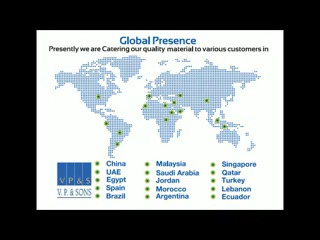 Global Presence
Presently we are Catering our quality material to various customers in
China
UAE
Egypt
Spain
Brazil
Malaysia
Saudi Arabia
Jordan
Morocco
Argentina
Singapore
Qatar
Turkey
Lebanon
Ecuador
V P & S
V. P. & SONS